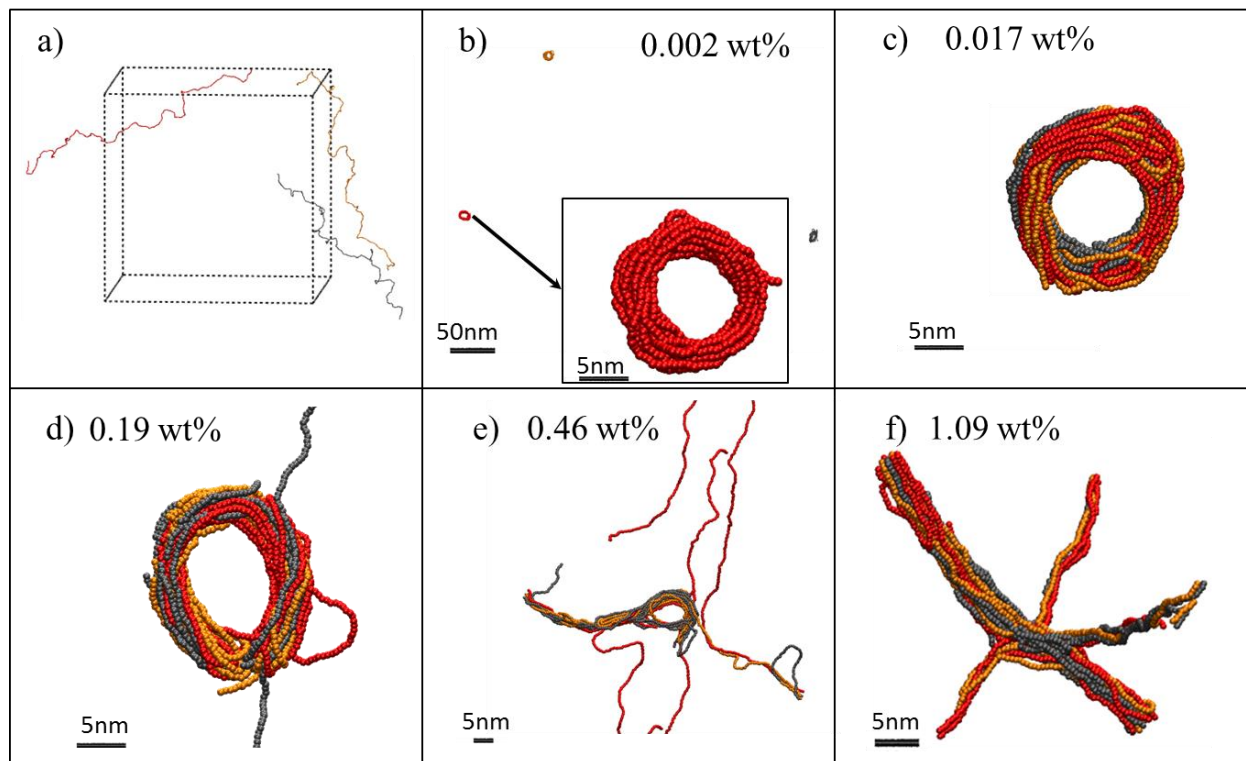 a)
b) 0.002 wt%
50nm
5nm
c) 0.017 wt%
5nm
d) 0.19 wt%
5nm
e) 0.46 wt%
5nm
f) 1.09 wt%
5nm